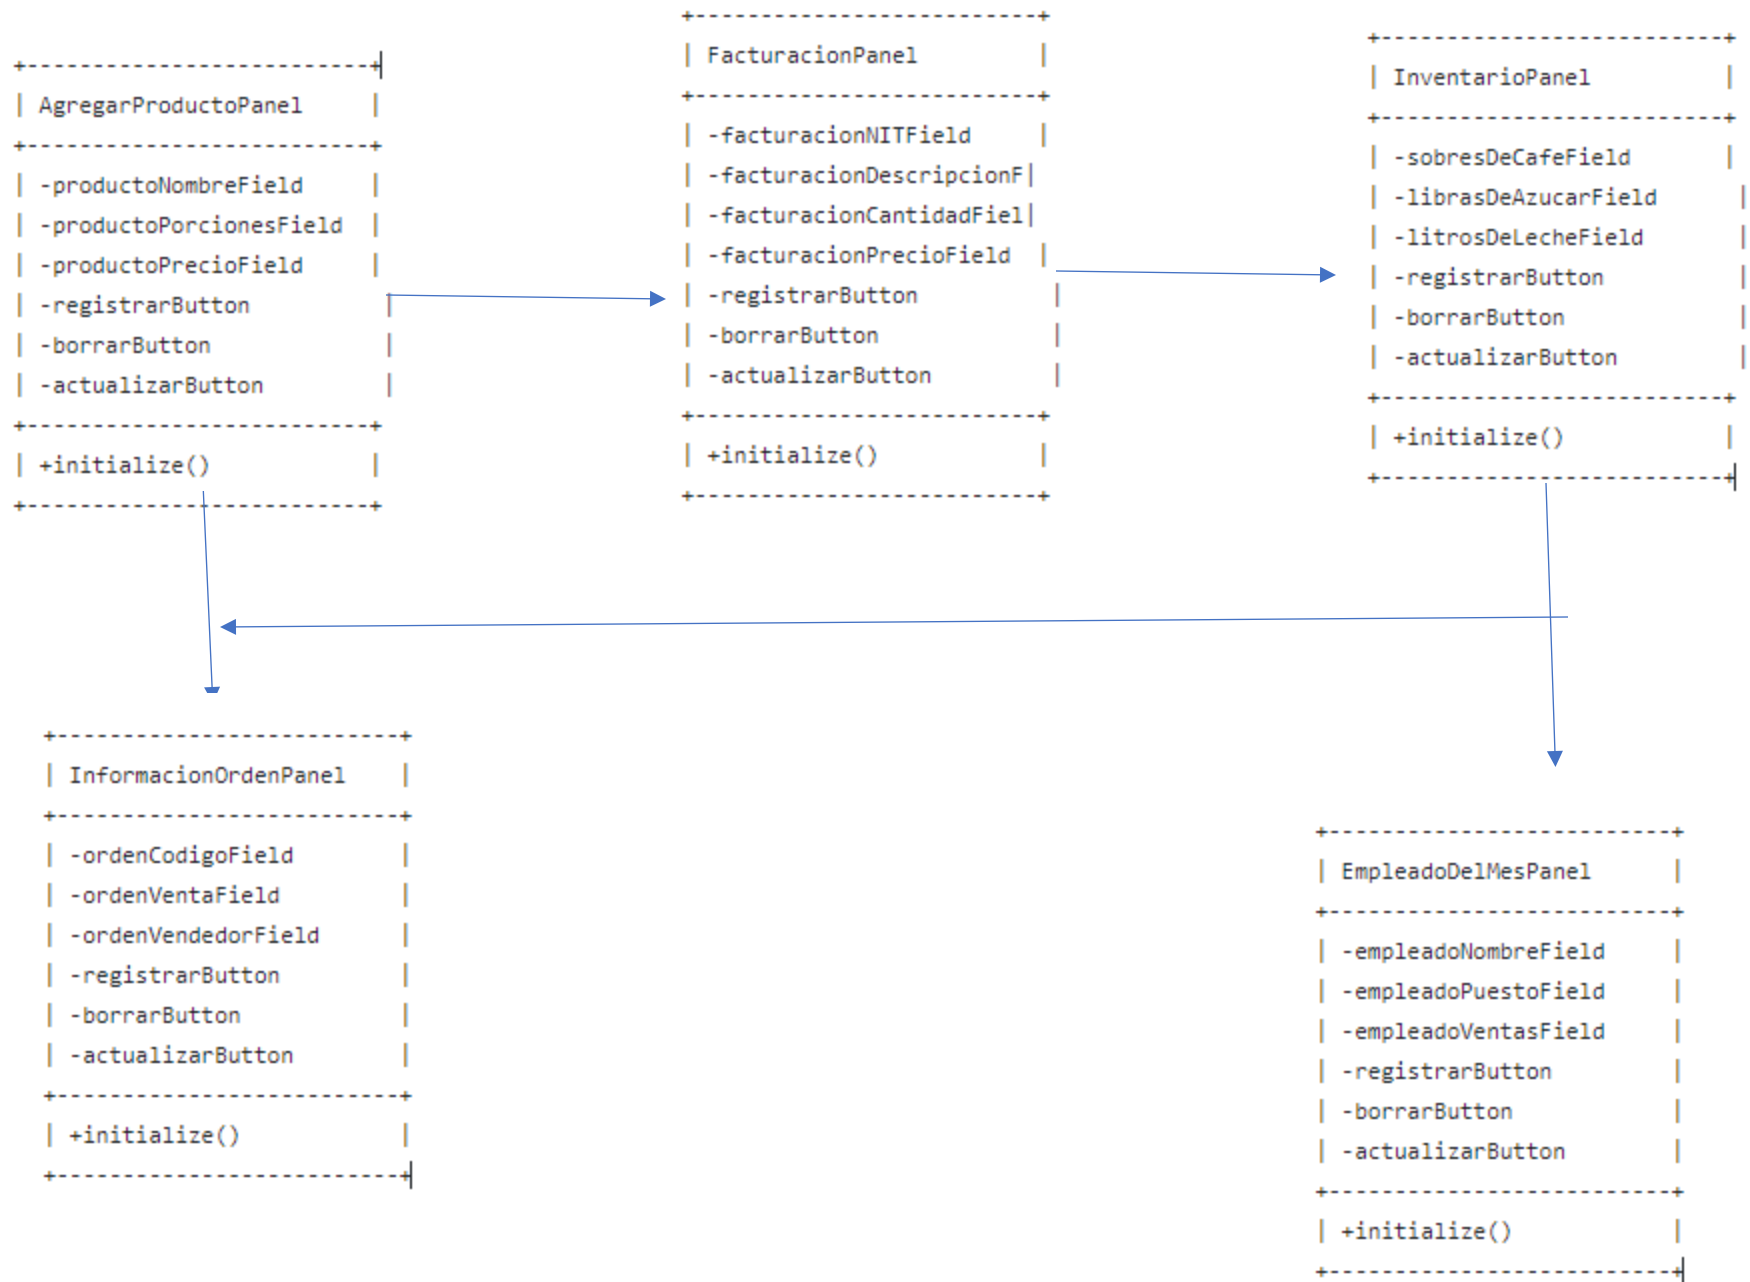 AgregarProductoPanel
-productoNombreField
-productoPorcionesField
-productoPrecioField
-registrarButton
-borrarButton
-actualizarButton
+initialize()
FacturacionPanel
-facturacionNITField
-facturacionDescripcionF
-facturacionCantidadFiel
-facturacionPrecioField
-registrarButton
-borrarButton
-actualizarButton
+initialize()
InventarioPanel
-sobresDeCafeField
-librasDeAzucarField
-litrosDeLecheField
-registrarButton
-borrarButton
-actualizarButton
+initialize()
InformacionOrdenPanel
-ordenCodigoField
-ordenVentaField
-ordenVendedorField
-registrarButton
-borrarButton
-actualizarButton
+initialize()
EmpleadoDelMesPanel
-empleadoNombreField
-empleadoPuestoField
-empleadoVentasField
-registrarButton
-borrarButton
-actualizarButton
+initialize()